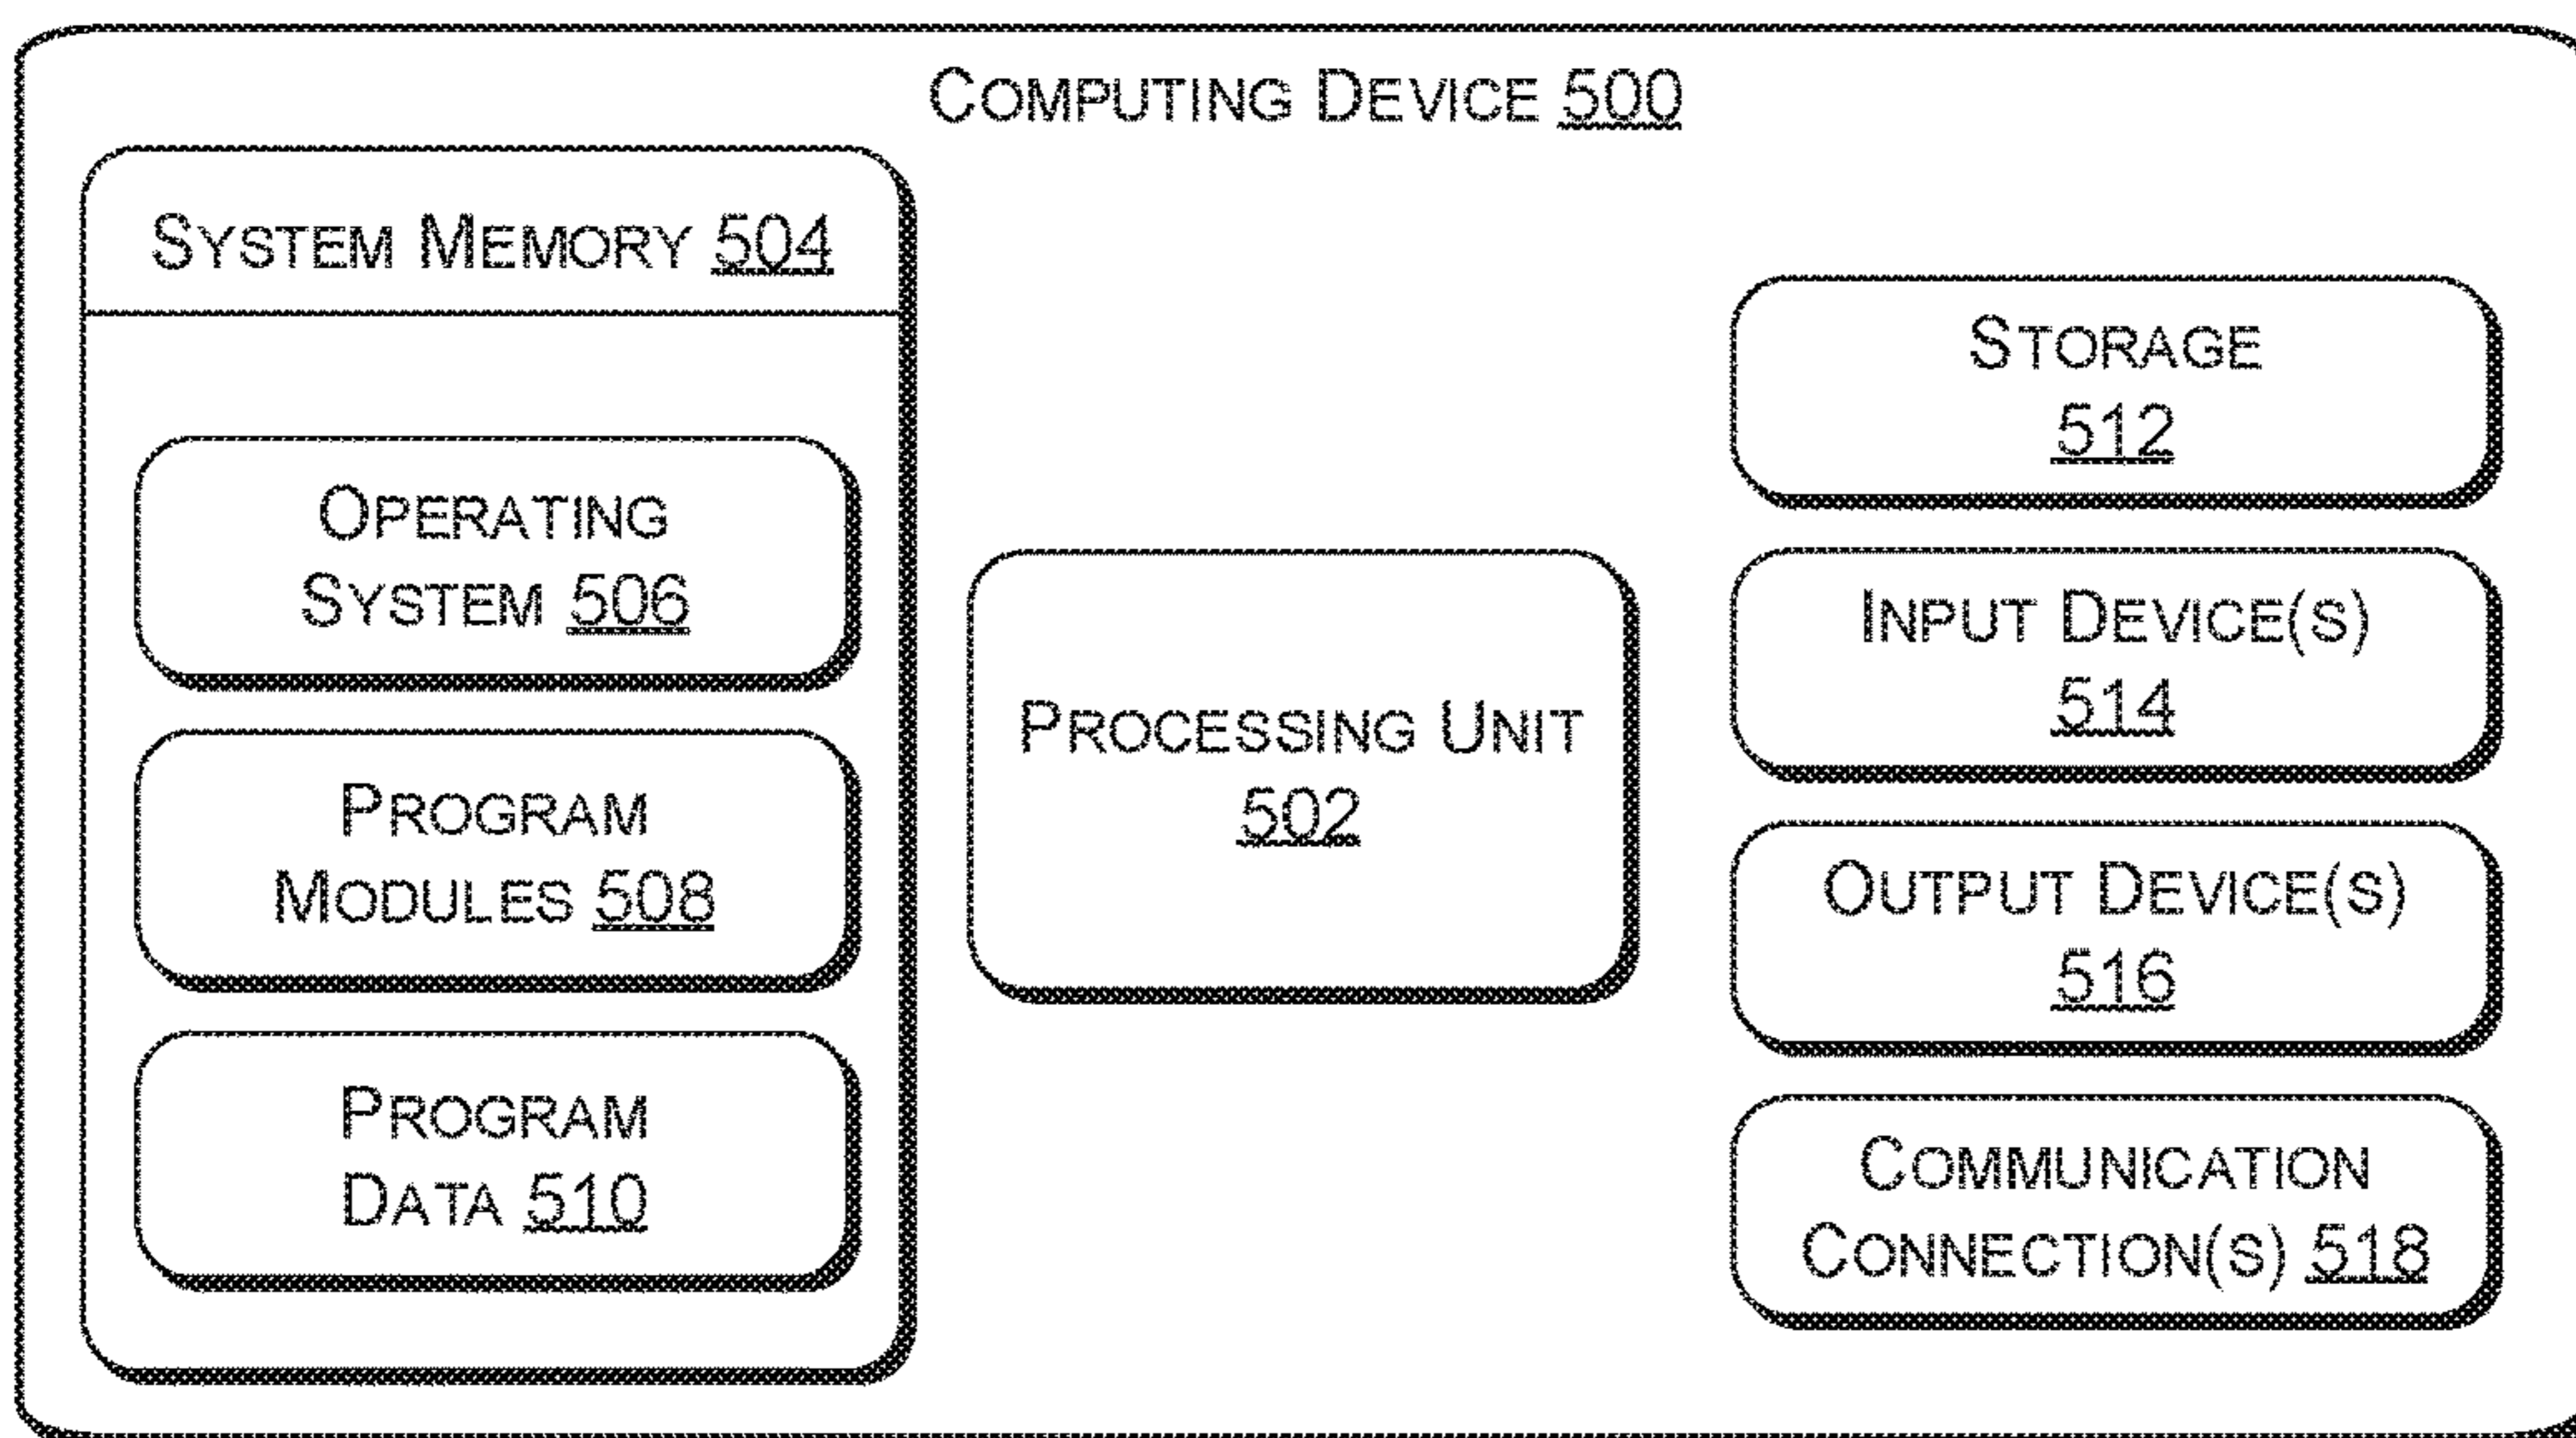 COMPUTING DEVICE 500
SYSTEM MEMORY 504
OPERATING
SYSTEM 506
PROGRAM
MODULES 508
PROGRAM
DATA 510
PROCESSING UNIT
502
STORAGE
512
INPUT DEVICE(S)
514
OUTPUT DEVICE(S)
516
COMMUNICATION
CONNECTION(S) 518